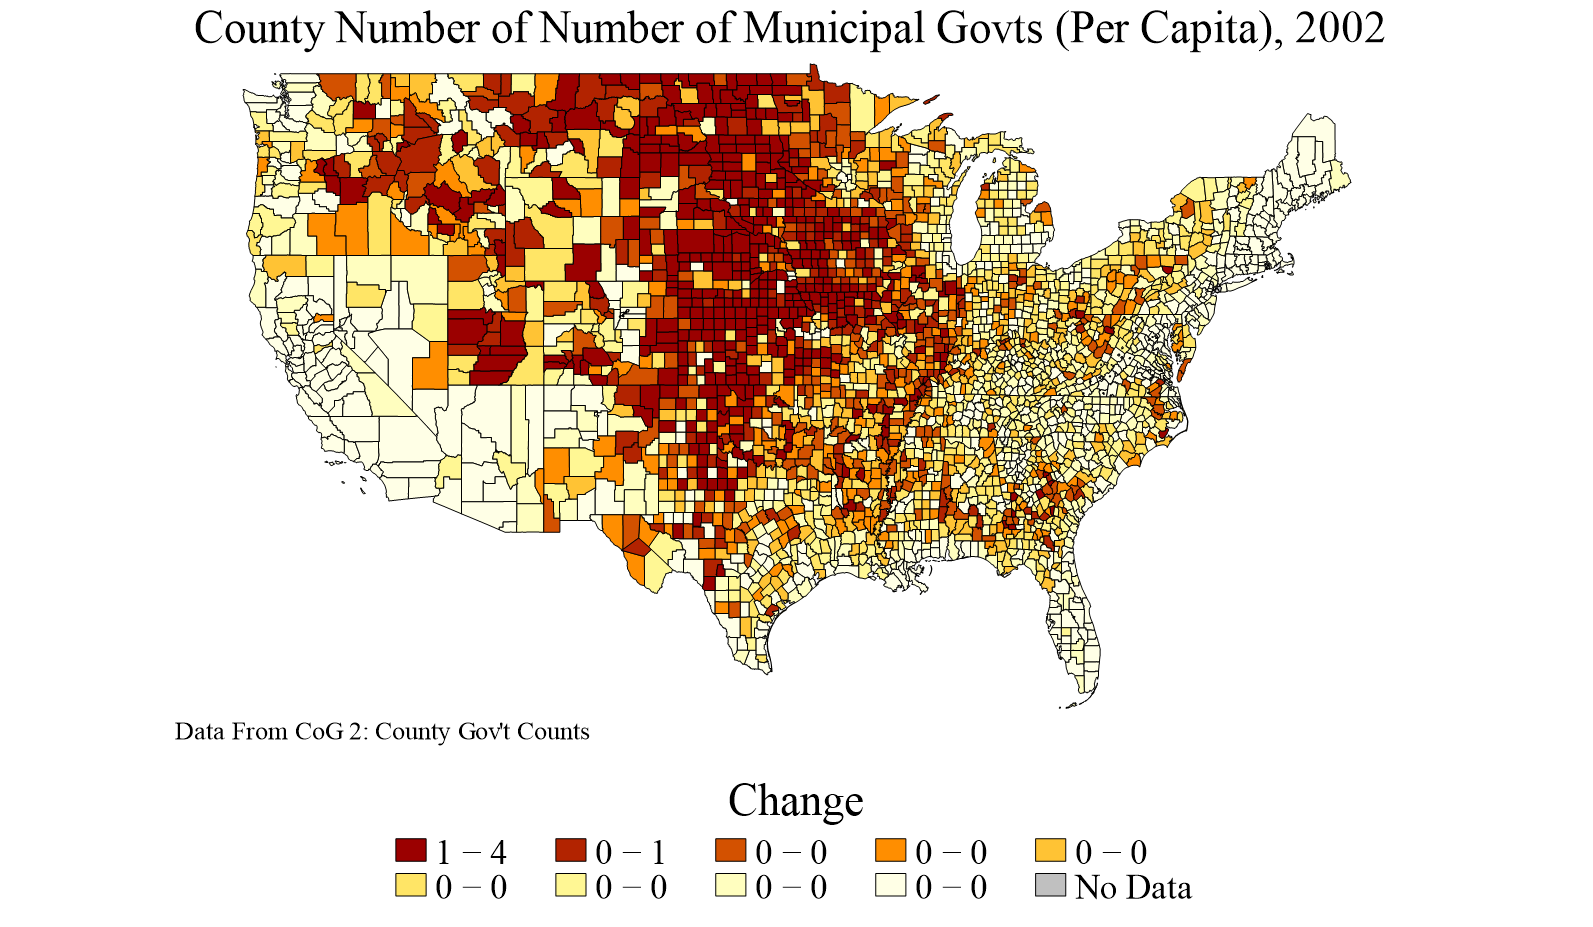 County Number of Number of Municipal Govts (Per Capita), 2002
Data From CoG 2: County Gov't Counts
Change
1 − 4 0 − 1 0 − 0 0 − 0 0 − 0
0 − 0 0 − 0 0 − 0 0 − 0 No Data